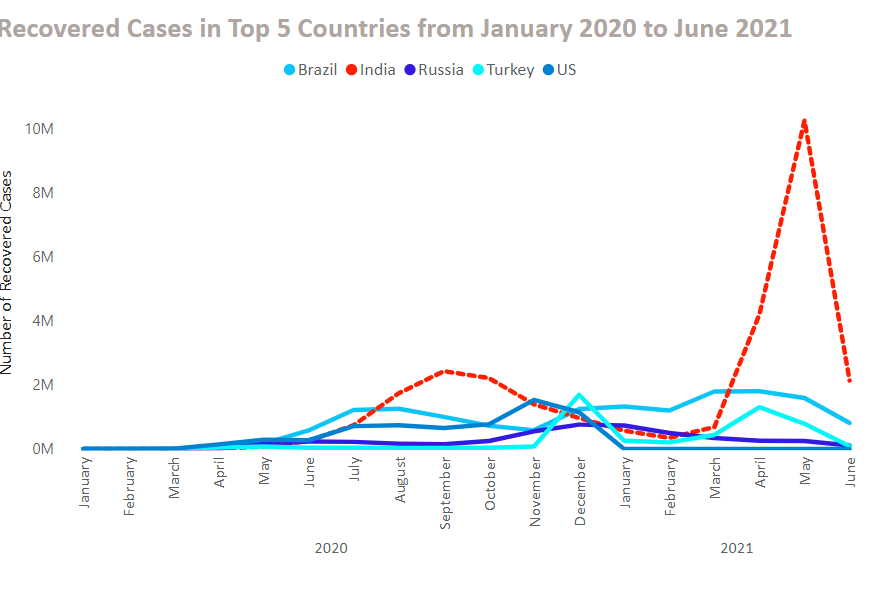 Recovered Cases in Top 5 Countries from January 2020 to June 2021
Brazil India Russia Turkey US
Number of Recovered Cases
10M
8M
6M
4M
2M
0M
January February March April May June July August September October November December January February March April May June
2020 2021